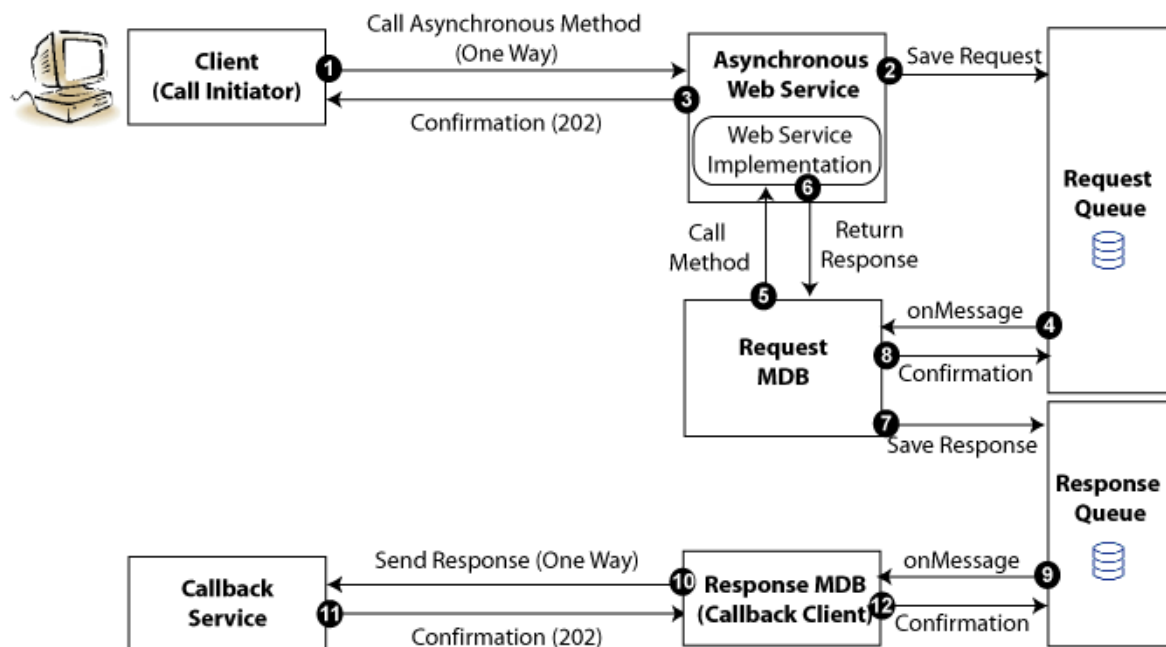 Call Asynchronous Method
(One Way)
Client
(Call Initiator)
1
Asynchronous
Web Service
2
Save Request
3
Confirmation (202)
Web Service
Implementation
6
Request
Queue
Call
Method
Return
Response
5
onMessage
4
Request
MDB
8
Confirmation
7
Save Response
Response
Queue
Send Response (One Way)
onMessage
9
Callback
Service
10
Response MDB
(Callback Client)
11
12
Confirmation (202)
Confirmation